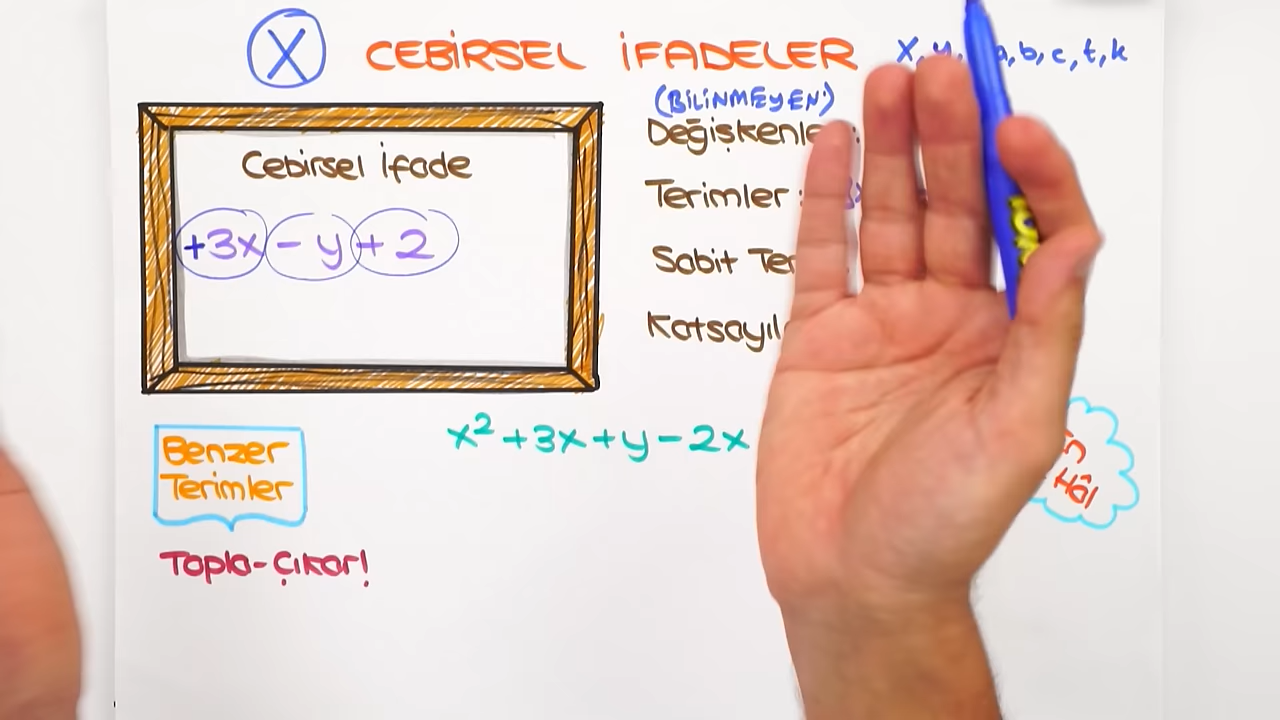 X CEBİRSEL İFADELER
b, c, t, k
(BİLİNMEYEN)
Cebirsel İfade
+3x - y + 2
Terimler :
Sabit
x² + 3x + y - 2x
Benzer
Terimler
Hâl
Topla-Çıkar!